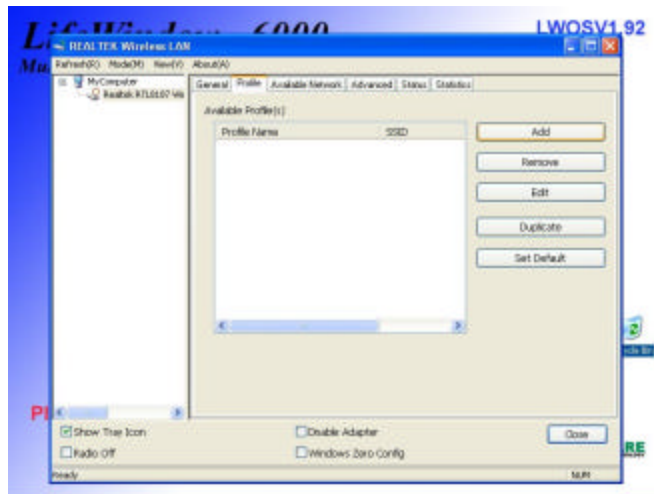 LifeWindow 6000
LWOSV1.92
REALTEK Wireless LAN
Refresh(R) Mode(M) View(V) About(A)
MyComputer
General Profile Available Network Advanced Status Statistics
Available Profile(s)
Profile Name SSID
Add
Remove
Edit
Duplicate
Set Default
Show Tray Icon
Radio Off
Disable Adapter
Windows Zero Config
Close
Ready
NUM